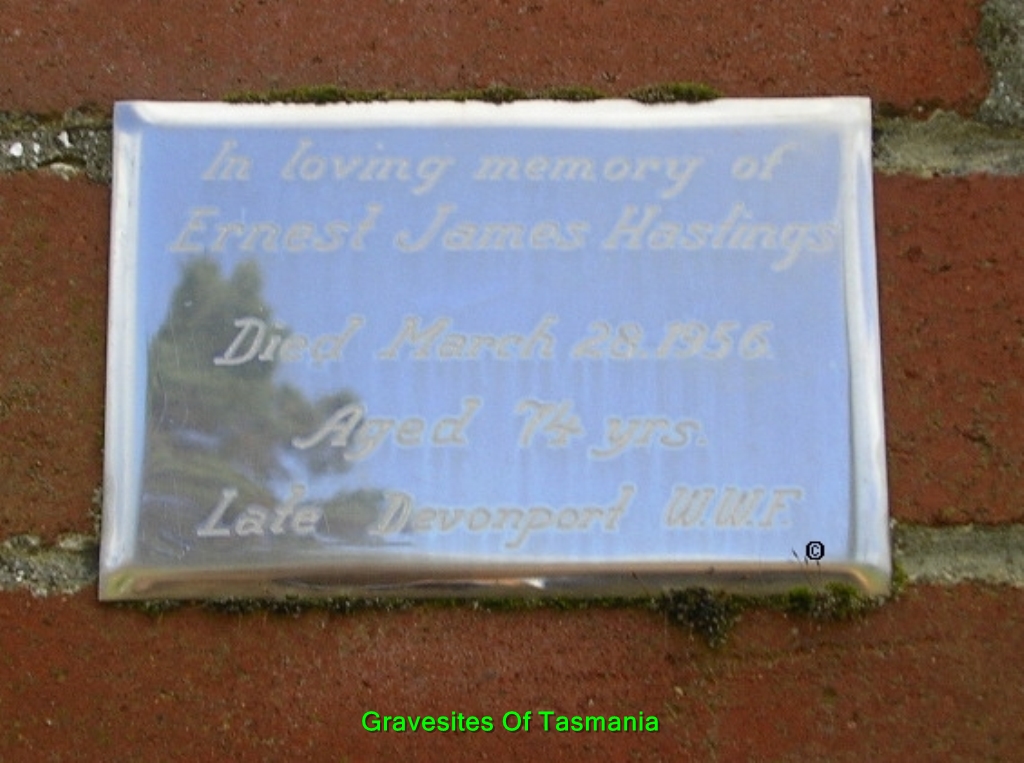 In loving memory of
Ernest James Hastings
Died March 28.1956.
Aged 74 yrs.
Late Devonport W.W.F.
©
Gravesites Of Tasmania